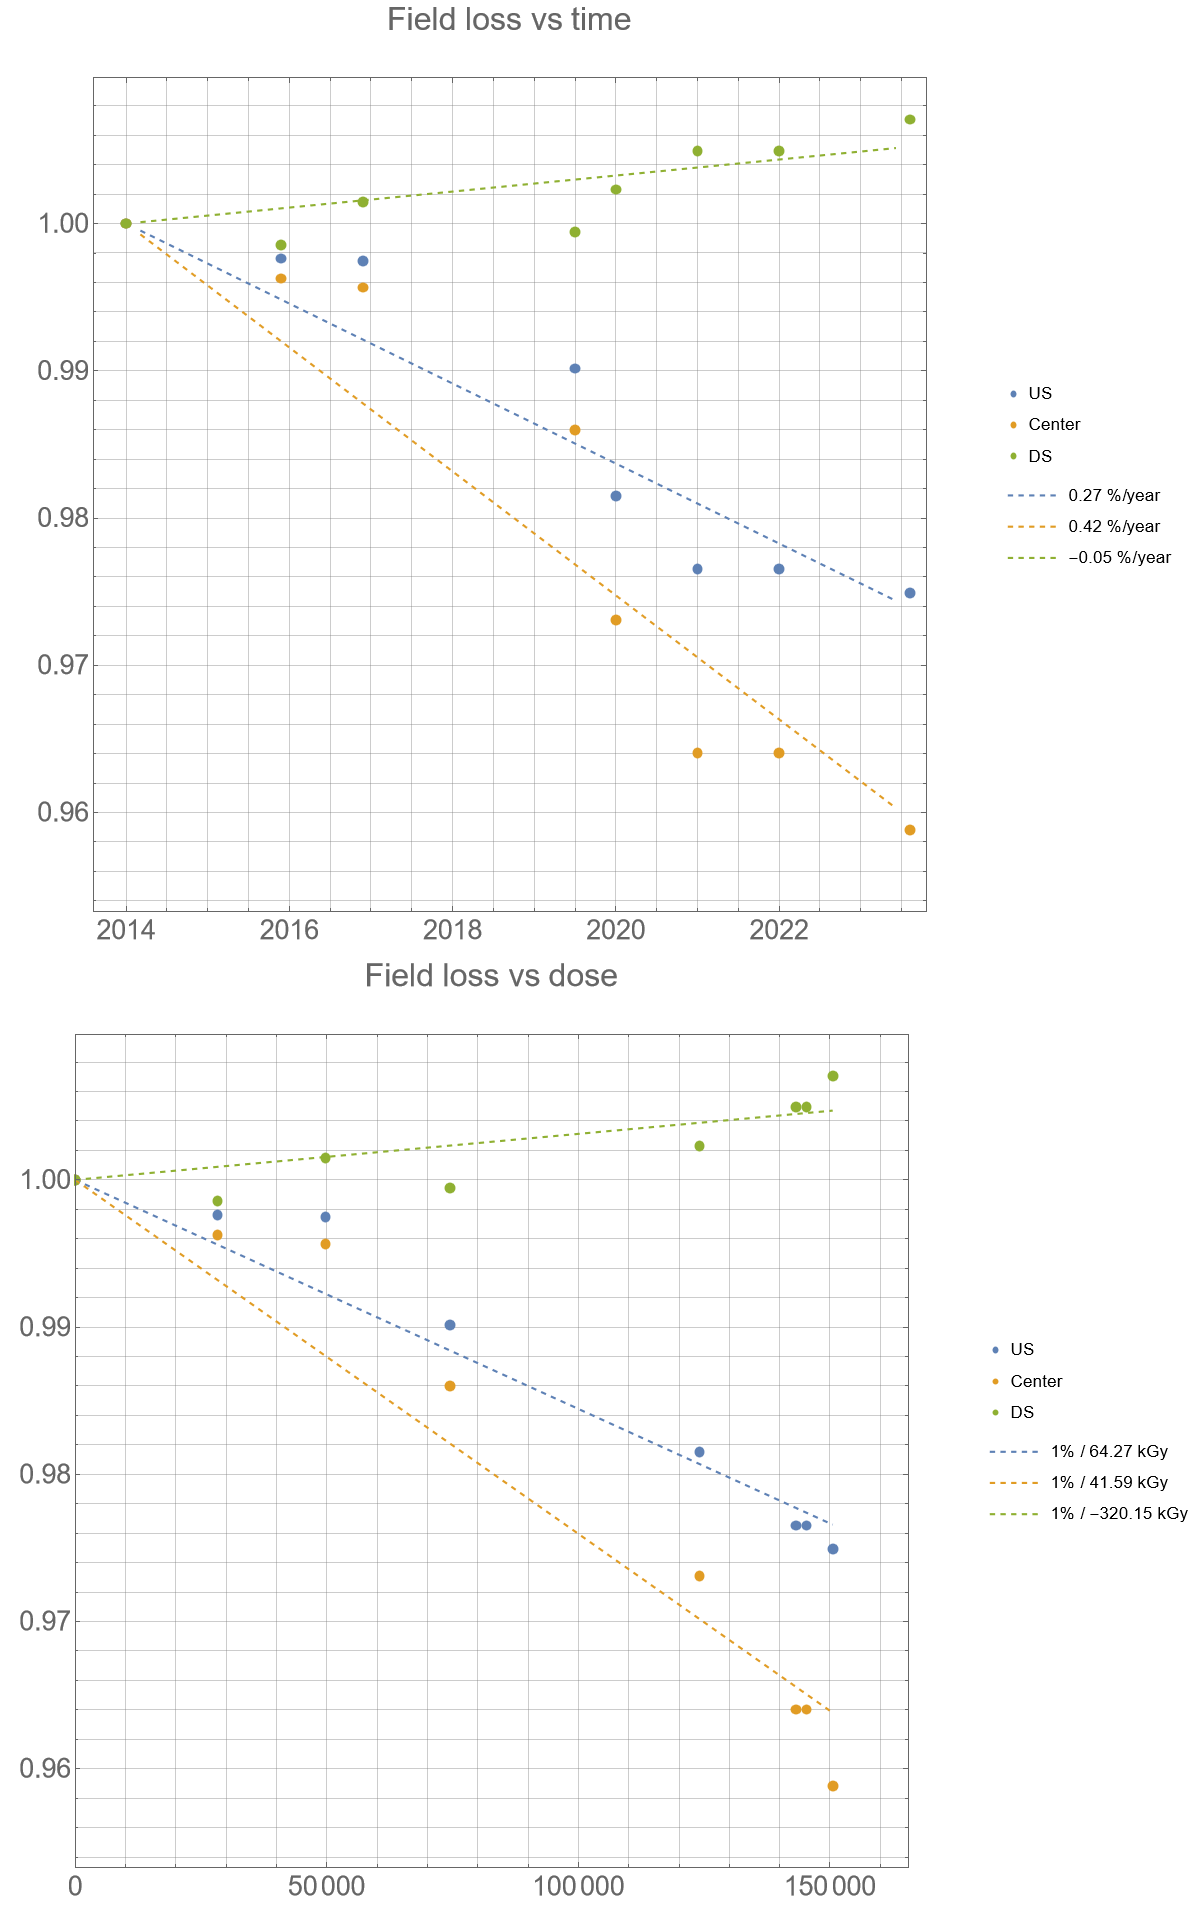 Field loss vs time
1.00
0.99
0.98
0.97
0.96
2014 2016 2018 2020 2022
US
Center
DS
0.27 %/year
0.42 %/year
−0.05 %/year
Field loss vs dose
1.00
0.99
0.98
0.97
0.96
0 50000 100000 150000
US
Center
DS
1% / 64.27 kGy
1% / 41.59 kGy
1% / −320.15 kGy